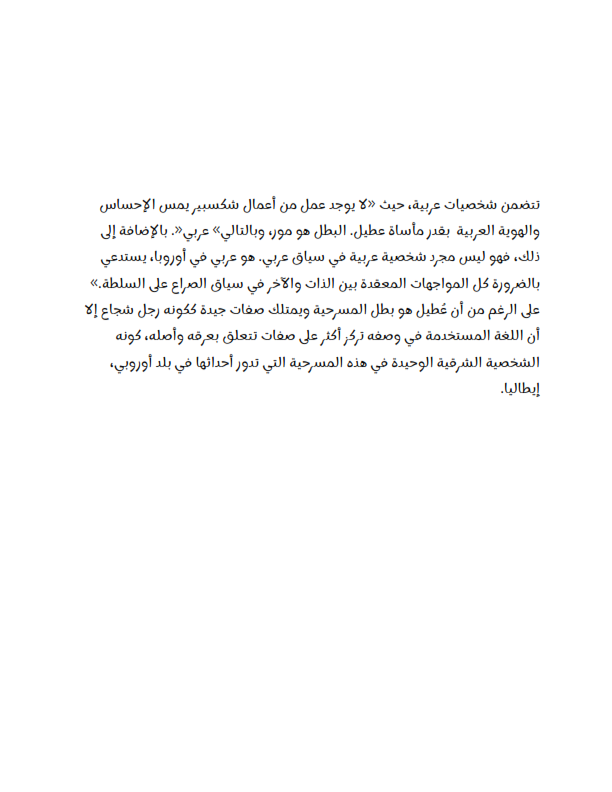 تتضمن شخصيات عربية، حيث «لا يوجد عمل من أعمال شكسبير يمس الإحساس
والهوية العربية  بقدر مأساة عطيل. البطل هو مور، وبالتالي» عربي«. بالإضافة إلى
ذلك، فهو ليس مجرد شخصية عربية في سياق عربي. هو عربي في أوروبا، يستدعي
بالضرورة كل المواجهات المعقدة بين الذات والآخر في سياق الصراع على السلطة.»
على الرغم من أن عُطيل هو بطل المسرحية ويمتلك صفات جيدة ككونه رجل شجاع إلا
أن اللغة المستخدمة في وصفه تركز أكثر على صفات تتعلق بعرقه وأصله، كونه
الشخصية الشرقية الوحيدة في هذه المسرحية التي تدور أحداثها في بلد أوروبي،
إيطاليا.